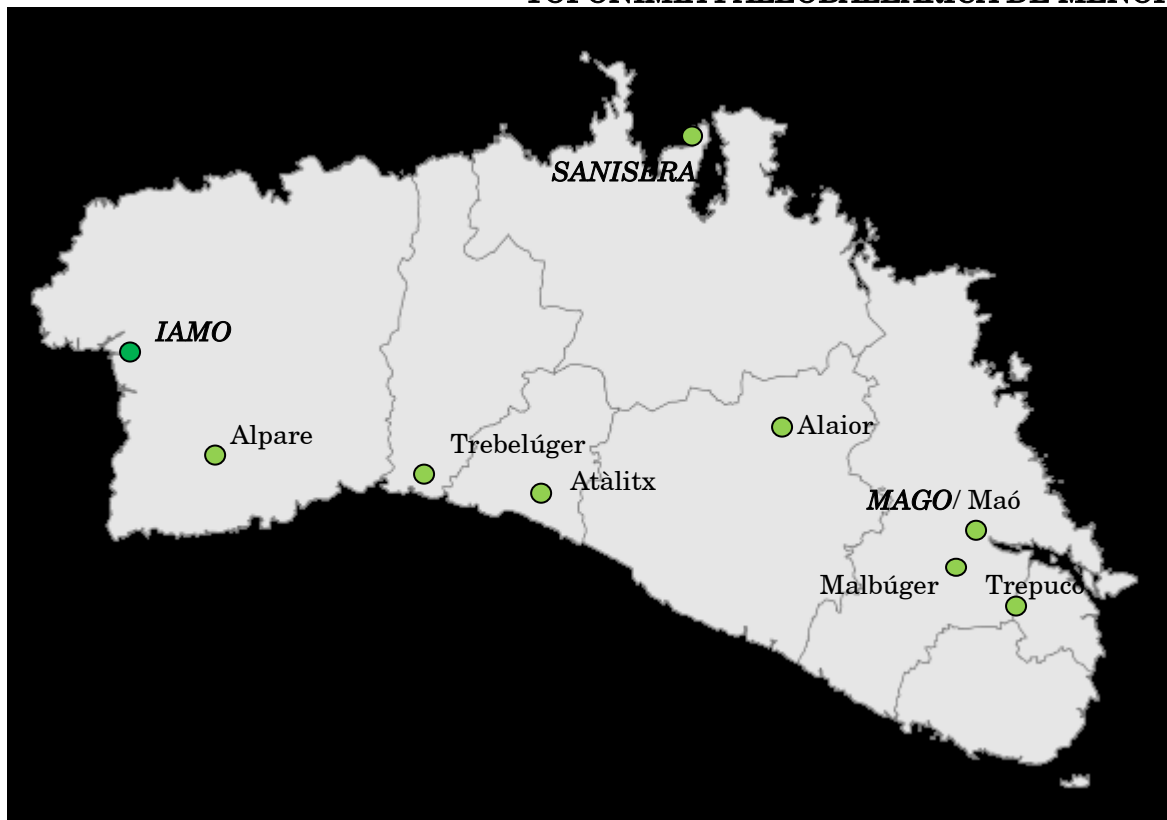 SANISERA
IAMO
Alpare
Trebelúger
Alaior
Atàlitx
MAGO/ Maó
Malbúger
Trepucó